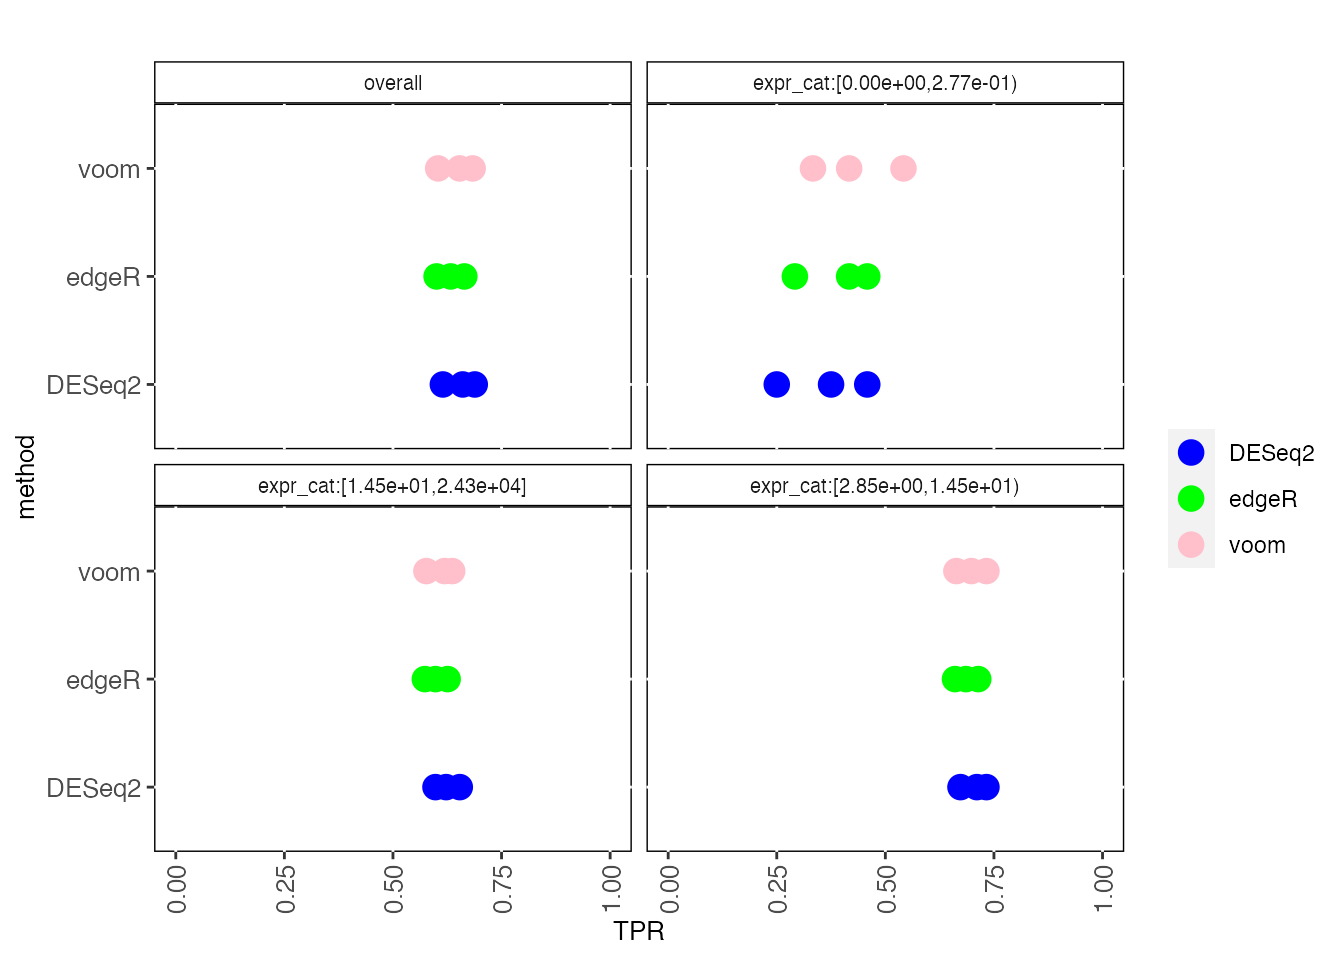 overall
expr_cat:[0.00e+00,2.77e-01)
voom
edgeR
DESeq2
method
expr_cat:[1.45e+01,2.43e+04]
expr_cat:[2.85e+00,1.45e+01)
voom
edgeR
DESeq2
0.00 0.25 0.50 0.75 1.00
0.00 0.25 0.50 0.75 1.00
TPR
DESeq2
edgeR
voom